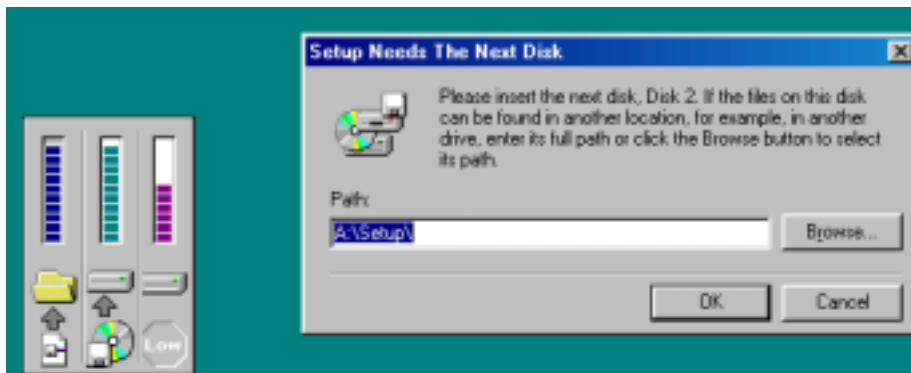 Setup Needs The Next Disk
Please insert the next disk, Disk 2. If the files on this disk
can be found in another location, for example, in another
drive, enter its full path or click the Browse button to select
its path.
Path:
A:\Setup\
Browse...
OK
Cancel
Low